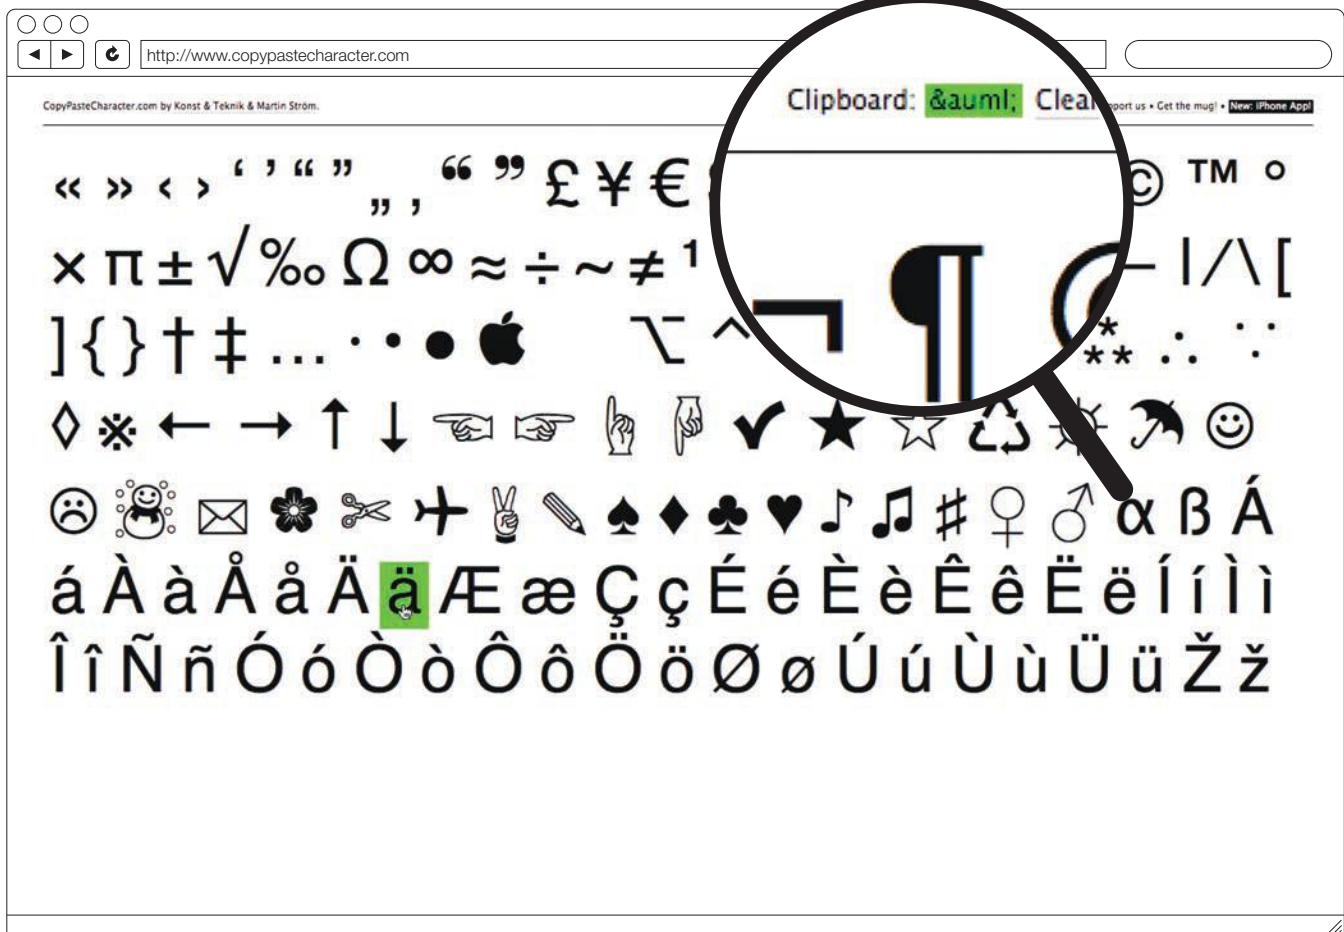 http://www.copypastecharacter.com
CopyPasteCharacter.com by Konst & Teknik & Martin Ström.
Clipboard: &auml; Clear
us • Get the mug! • New: iPhone App!
« » ‹ › ‘ ’ “ ” „ ‚ ❝ ❞ £ ¥ € © ™ °
× π ± √ ‰ Ω ∞ ≈ ÷ ~ ≠ ¹ ¬ ¶ – | / \ [
] { } † ‡ … · • ● ⌥ ⌃ ⁂ ∴ ∵
◊ ※ ← → ↑ ↓ ☜ ☞ ☝ ☟ ✔ ★ ☆ ♺ ☼ ☂ ☺
☹ ☃ ✉ ✿ ✄ ✈ ✌ ✎ ♠ ♦ ♣ ♥ ♪ ♫ ♯ ♀ ♂ α ß Á
á À à Å å Ä ä Æ æ Ç ç É é È è Ê ê Ë ë Í í Ì ì
Î î Ñ ñ Ó ó Ò ò Ô ô Ö ö Ø ø Ú ú Ù ù Ü ü Ž ž